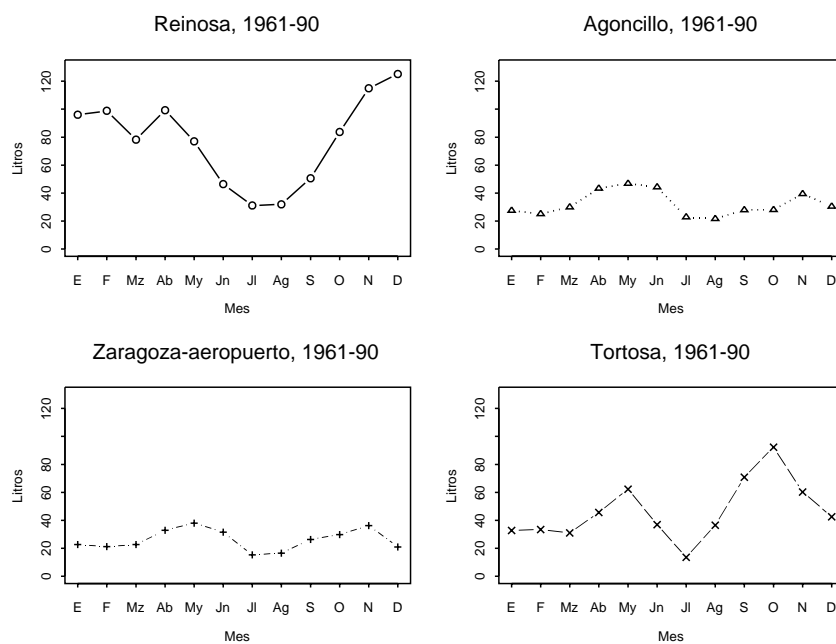 Reinosa, 1961-90
Litros
120
80
60
40
20
0
E F Mz Ab My Jn Jl Ag S O N D
Mes
Agoncillo, 1961-90
Litros
120
80
60
40
20
0
E F Mz Ab My Jn Jl Ag S O N D
Mes
Zaragoza-aeropuerto, 1961-90
Litros
120
80
60
40
20
0
E F Mz Ab My Jn Jl Ag S O N D
Mes
Tortosa, 1961-90
Litros
120
80
60
40
20
0
E F Mz Ab My Jn Jl Ag S O N D
Mes